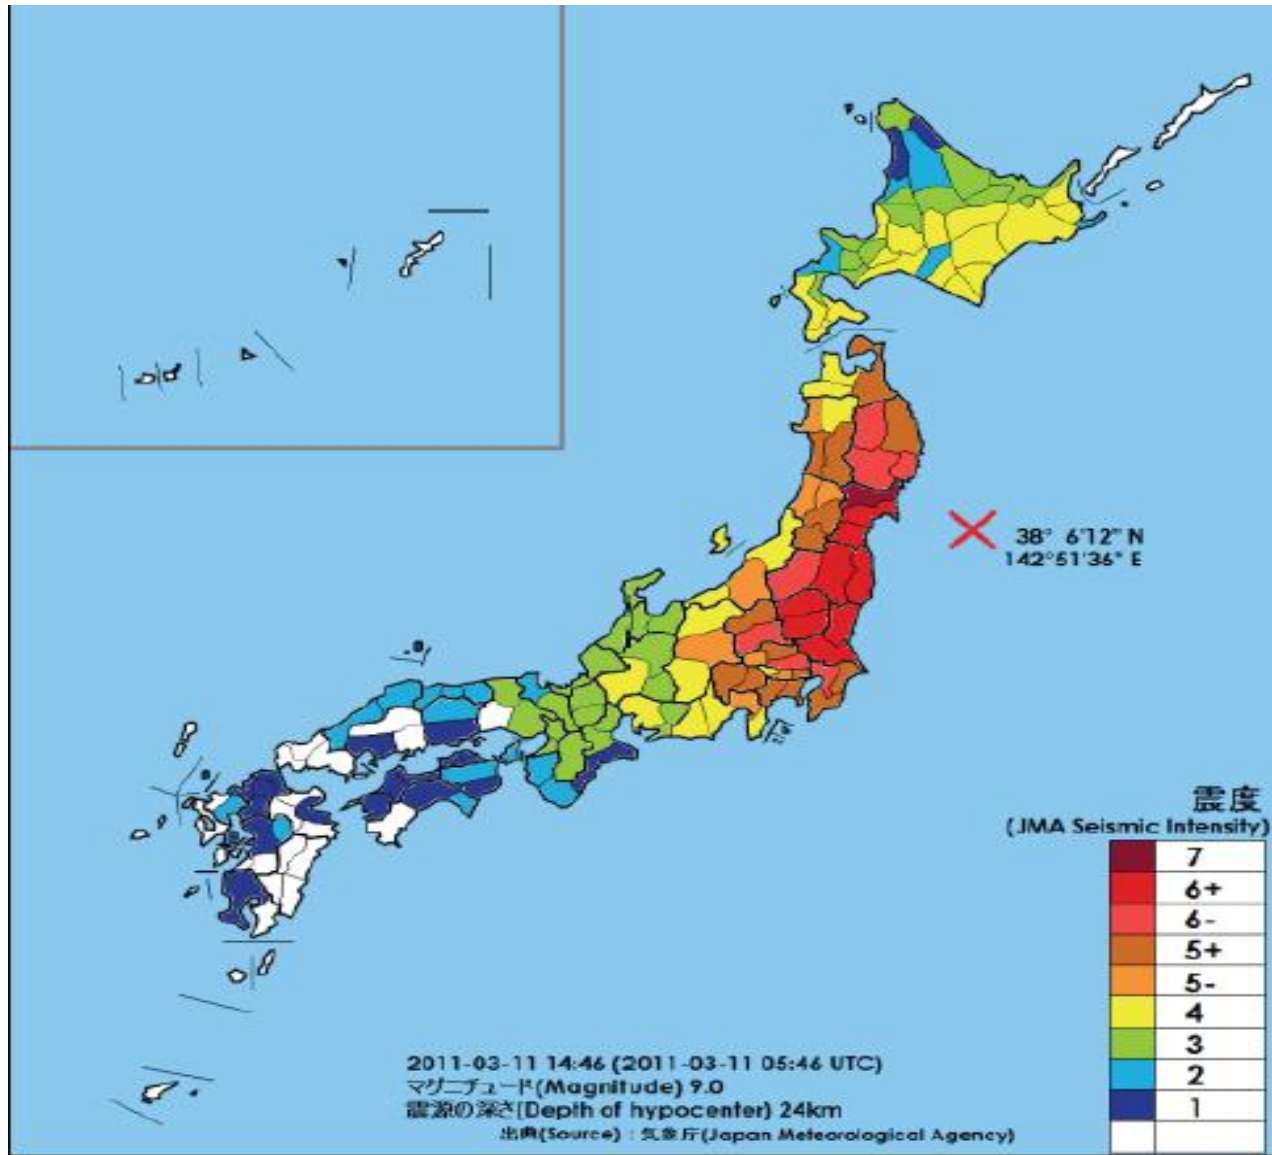 38° 6'12" N
142°51'36" E
震度
(JMA Seismic Intensity)
7
6+
6-
5+
5-
4
3
2
1
2011-03-11 14:46 (2011-03-11 05:46 UTC)
マグニチュード(Magnitude) 9.0
震源の深さ(Depth of hypocenter) 24km
出典(Source) : 気象庁(Japan Meteorological Agency)